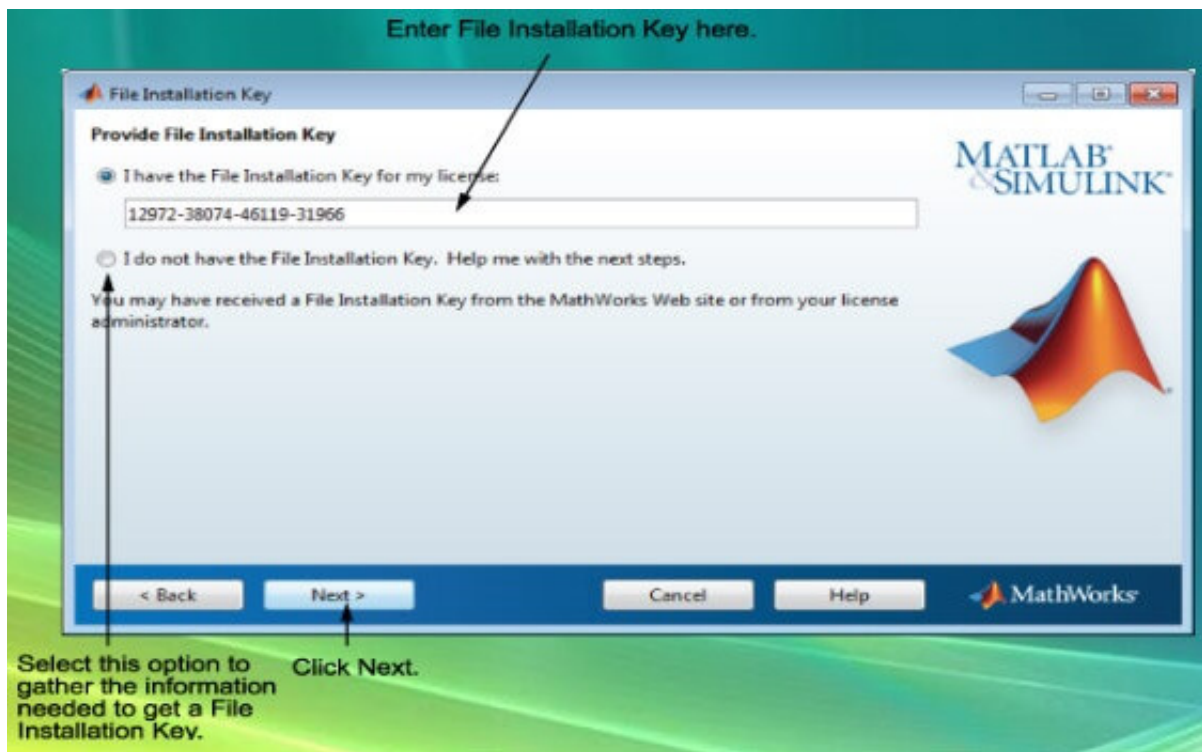 Enter File Installation Key here.
File Installation Key
Provide File Installation Key
MATLAB
&SIMULINK
I have the File Installation Key for my license:
12972-38074-46119-31966
I do not have the File Installation Key. Help me with the next steps.
You may have received a File Installation Key from the MathWorks Web site or from your license
administrator.
< Back
Next >
Cancel
Help
MathWorks
Select this option to
gather the information
needed to get a File
Installation Key.
Click Next.